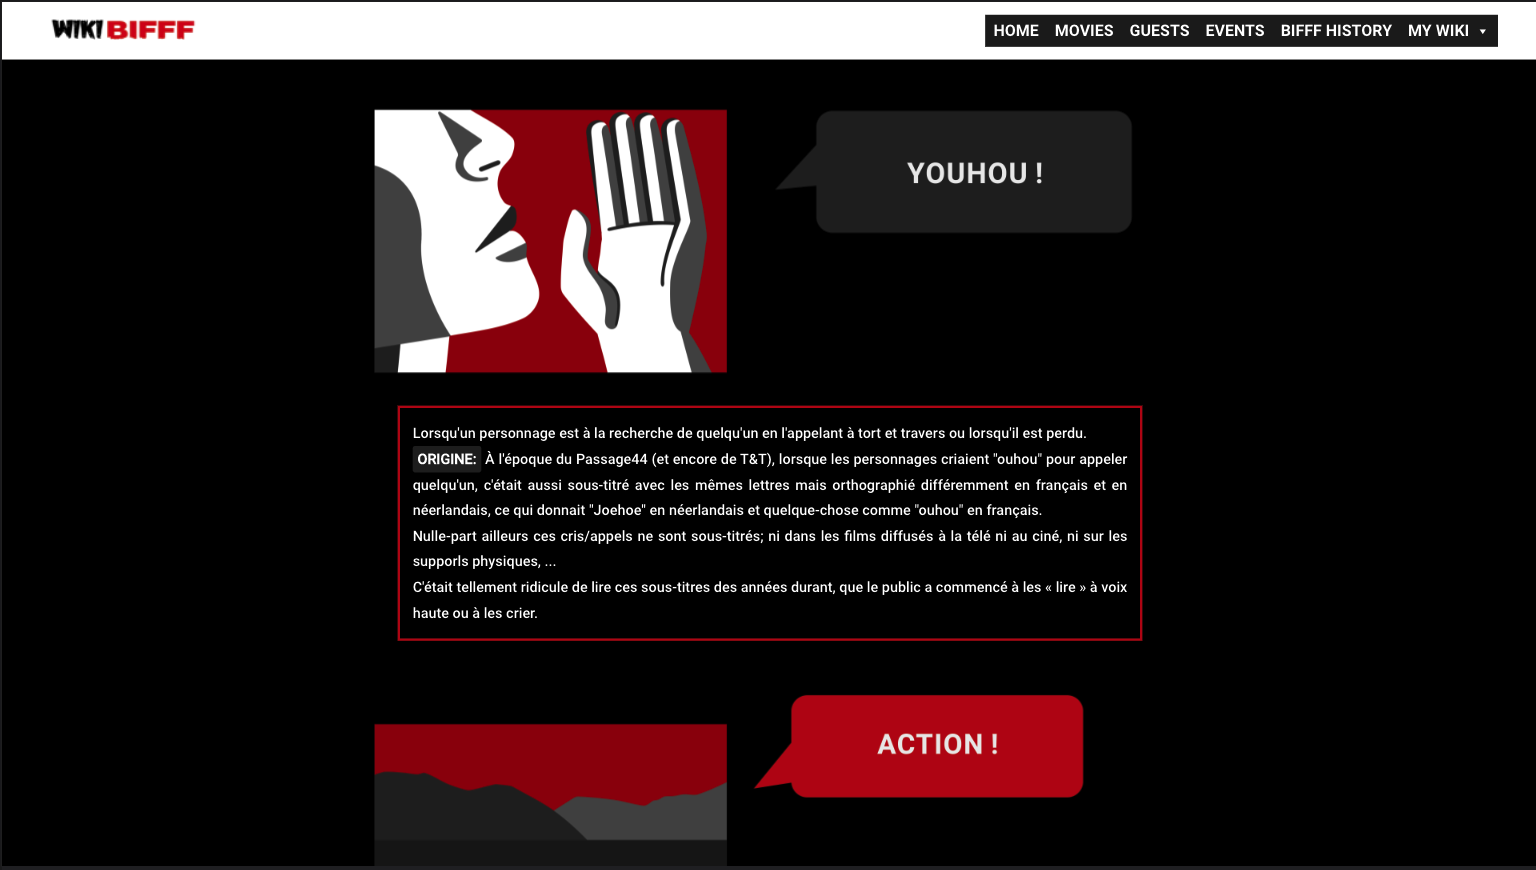 WIKI BIFFF
HOME MOVIES GUESTS EVENTS BIFFF HISTORY MY WIKI
YOUHOU !
Lorsqu'un personnage est à la recherche de quelqu'un en l'appelant à tort et travers ou lorsqu'il est perdu.
ORIGINE: À l'époque du Passage44 (et encore de T&T), lorsque les personnages criaient "ouhou" pour appeler
quelqu'un, c'était aussi sous-titré avec les mêmes lettres mais orthographié différemment en français et en
néerlandais, ce qui donnait "Joehoe" en néerlandais et quelque-chose comme "ouhou" en français.
Nulle-part ailleurs ces cris/appels ne sont sous-titrés; ni dans les films diffusés à la télé ni au ciné, ni sur les
supporls physiques, ...
C'était tellement ridicule de lire ces sous-titres des années durant, que le public a commencé à les « lire » à voix
haute ou à les crier.
ACTION !